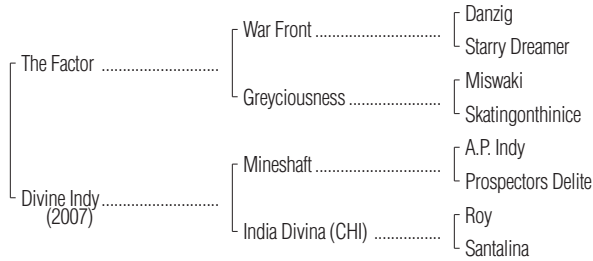 Danzig
War Front
Starry Dreamer
The Factor
Miswaki
Greyciousness
Skatingonthinice
A.P. Indy
Mineshaft
Prospectors Delite
Divine Indy
(2007)
Roy
India Divina (CHI)
Santalina